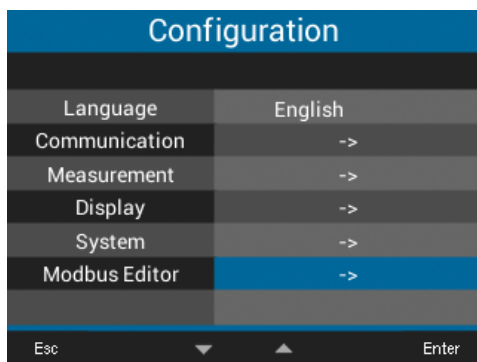 Configuration
Language English
Communication ->
Measurement ->
Display ->
System ->
Modbus Editor ->
Esc Enter